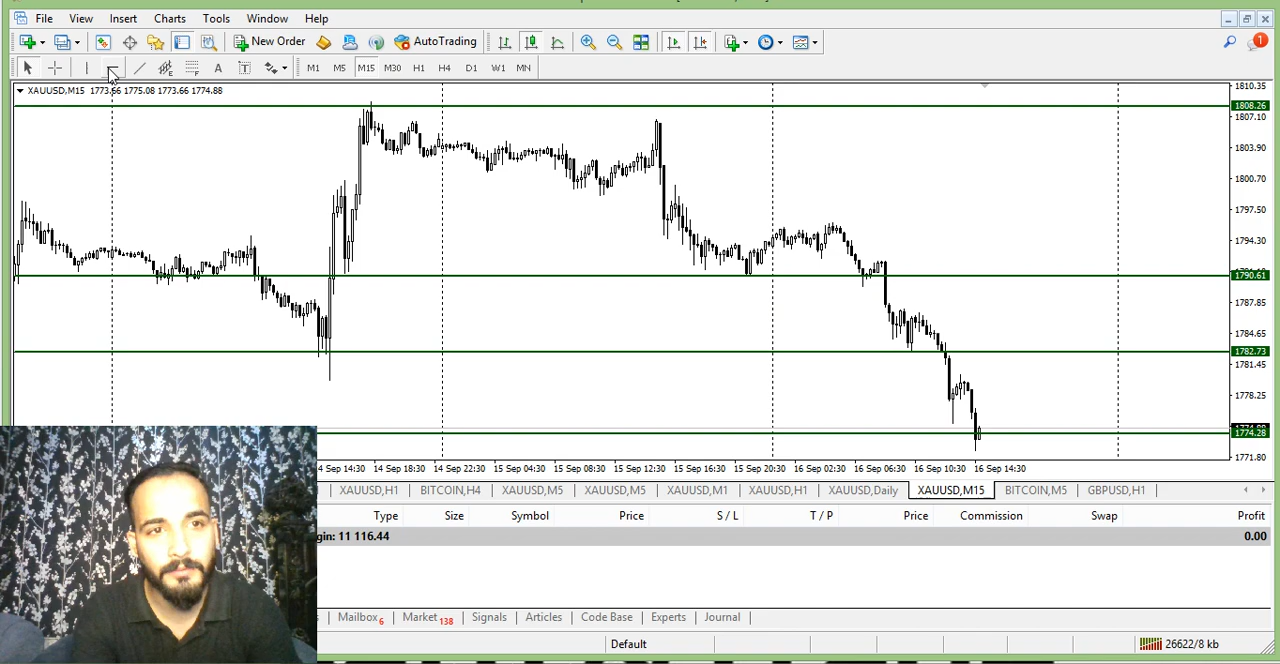 File View Insert Charts Tools Window Help
New Order AutoTrading 1
A T M1 M5 M15 M30 H1 H4 D1 W1 MN
XAUUSD,M15 1773.66 1775.08 1773.66 1774.88
1810.35
1808.26
1807.10
1803.90
1800.70
1797.50
1794.30
1790.61
1787.85
1784.65
1782.73
1781.45
1778.25
1774.28
1771.80
4 Sep 14:30 14 Sep 18:30 14 Sep 22:30 15 Sep 04:30 15 Sep 08:30 15 Sep 12:30 15 Sep 16:30 15 Sep 20:30 16 Sep 02:30 16 Sep 06:30 16 Sep 10:30 16 Sep 14:30
XAUUSD,H1 BITCOIN,H4 XAUUSD,M5 XAUUSD,M5 XAUUSD,M1 XAUUSD,H1 XAUUSD,Daily XAUUSD,M15 BITCOIN,M5 GBPUSD,H1
Type Size Symbol Price S / L T / P Price Commission Swap Profit
gin: 11 116.44 0.00
Mailbox 6 Market 138 Signals Articles Code Base Experts Journal
Default 26622/8 kb